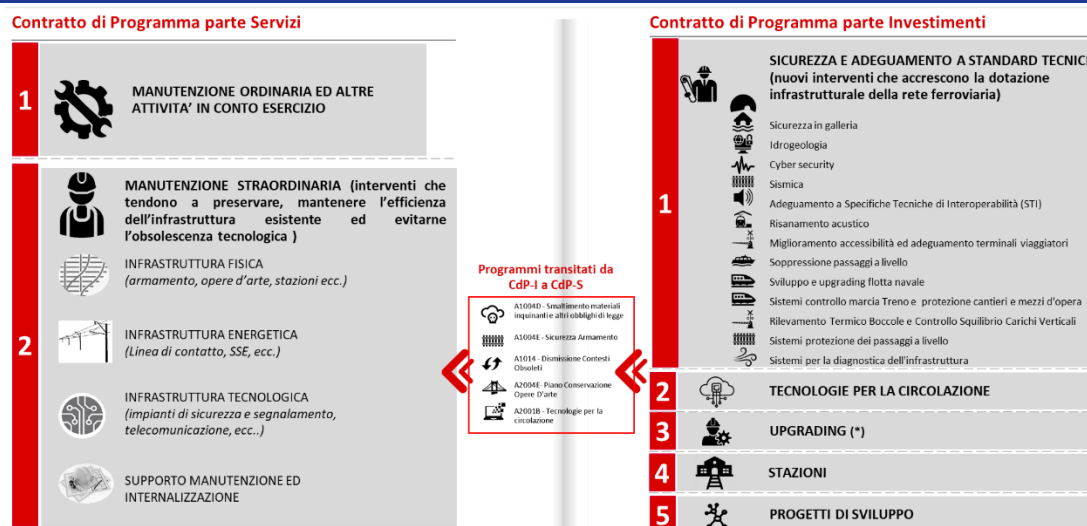 Contratto di Programma parte Servizi
1
MANUTENZIONE ORDINARIA ED ALTRE
ATTIVITA' IN CONTO ESERCIZIO
2
MANUTENZIONE STRAORDINARIA (interventi che
tendono a preservare, mantenere l'efficienza
dell'infrastruttura esistente ed evitarne
l'obsolescenza tecnologica )
INFRASTRUTTURA FISICA
(armamento, opere d'arte, stazioni ecc.)
INFRASTRUTTURA ENERGETICA
(Linea di contatto, SSE, ecc.)
INFRASTRUTTURA TECNOLOGICA
(impianti di sicurezza e segnalamento,
telecomunicazione, ecc..)
SUPPORTO MANUTENZIONE ED
INTERNALIZZAZIONE
Programmi transitati da
CdP-I a CdP-S
A1004D - Smaltimento materiali
inquinanti e altri obblighi di legge
A1004E - Sicurezza Armamento
A1014 - Dismissione Contesti
Obsoleti
A2004E- Piano Conservazione
Opere D'arte
A2001B - Tecnologie per la
circolazione
Contratto di Programma parte Investimenti
1
SICUREZZA E ADEGUAMENTO A STANDARD TECNICI
(nuovi interventi che accrescono la dotazione
infrastrutturale della rete ferroviaria)
Sicurezza in galleria
Idrogeologia
Cyber security
Sismica
Adeguamento a Specifiche Tecniche di Interoperabilità (STI)
Risanamento acustico
Miglioramento accessibilità ed adeguamento terminali viaggiatori
Soppressione passaggi a livello
Sviluppo e upgrading flotta navale
Sistemi controllo marcia Treno e protezione cantieri e mezzi d'opera
Rilevamento Termico Boccole e Controllo Squilibrio Carichi Verticali
Sistemi protezione dei passaggi a livello
Sistemi per la diagnostica dell'infrastruttura
2
TECNOLOGIE PER LA CIRCOLAZIONE
3
UPGRADING (*)
4
STAZIONI
5
PROGETTI DI SVILUPPO